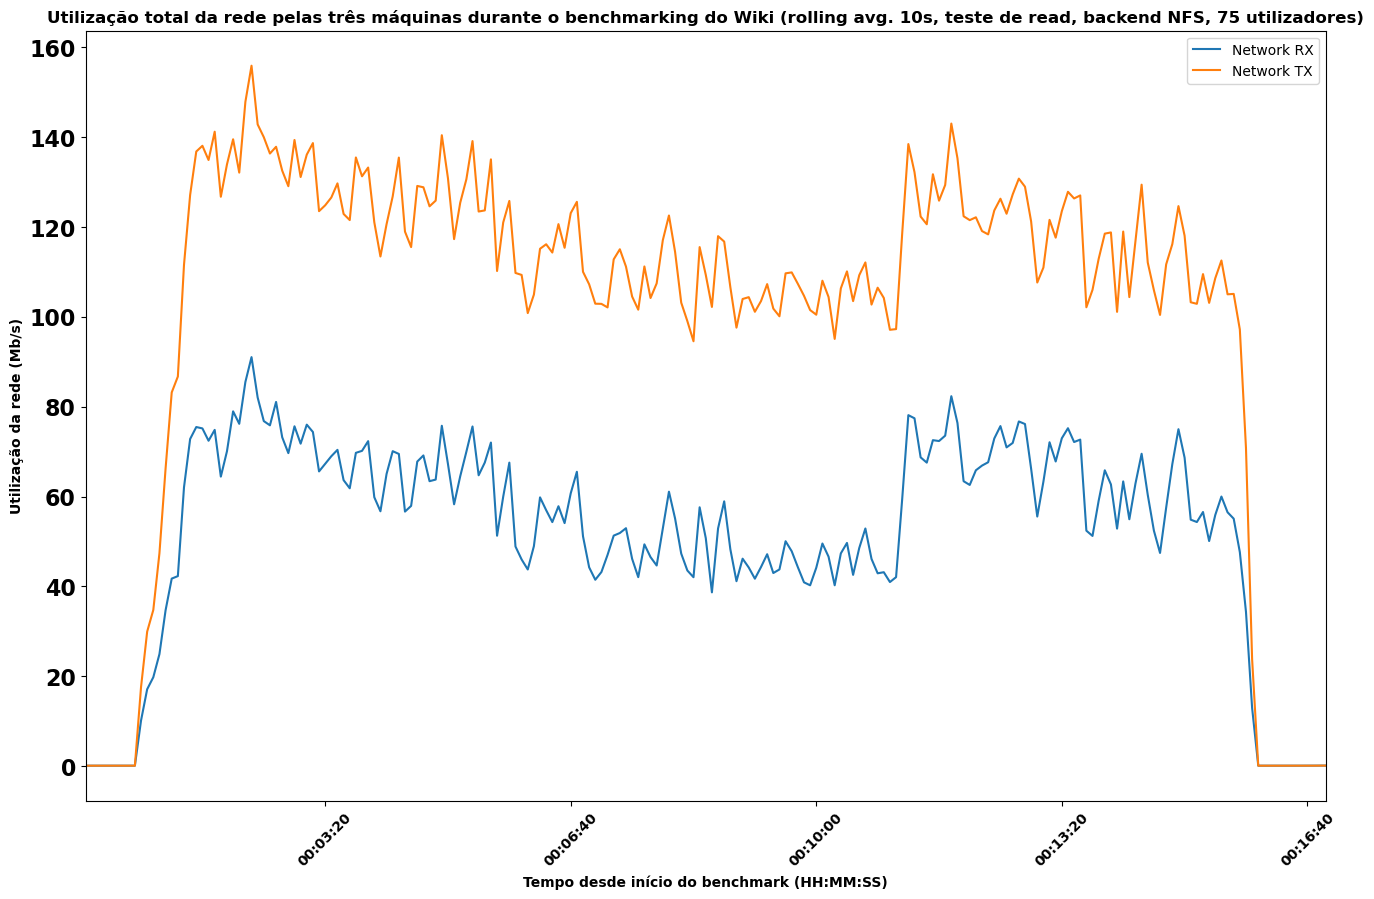 Utilização total da rede pelas três máquinas durante o benchmarking do Wiki (rolling avg. 10s, teste de read, backend NFS, 75 utilizadores)
Network RX
Network TX
160
140
120
100
80
60
40
20
0
Utilização da rede (Mb/s)
00:03:20
00:06:40
00:10:00
00:13:20
00:16:40
Tempo desde início do benchmark (HH:MM:SS)